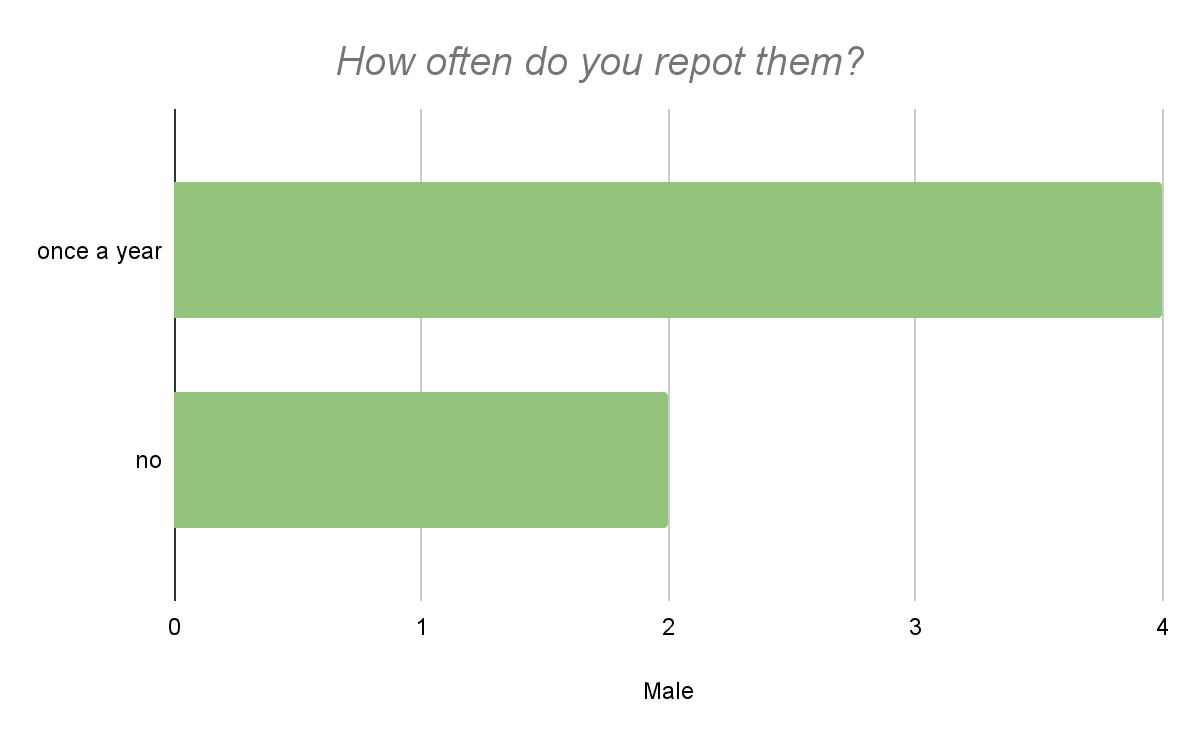 How often do you repot them?
once a year
no
0 1 2 3 4
Male